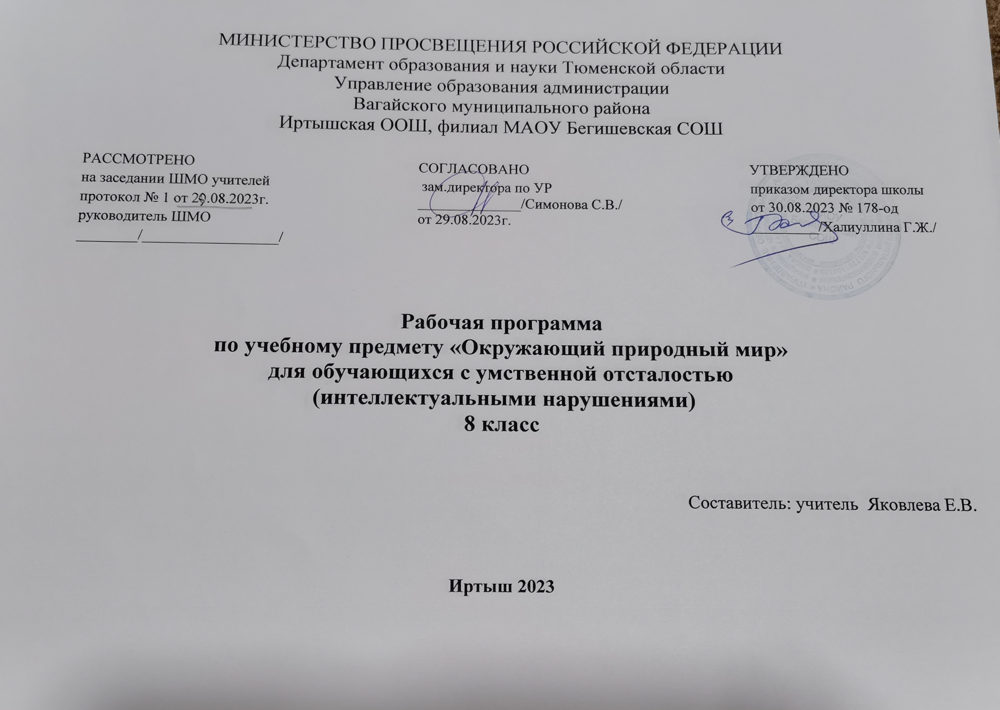 МИНИСТЕРСТВО ПРОСВЕЩЕНИЯ РОССИЙСКОЙ ФЕДЕРАЦИИ
Департамент образования и науки Тюменской области
Управление образования администрации
Вагайского муниципального района
Иртышская ООШ, филиал МАОУ Бегишевская СОШ
РАССМОТРЕНО
на заседании ШМО учителей
протокол № 1 от 29.08.2023г.
руководитель ШМО
_________/____________________/
СОГЛАСОВАНО
зам.директора по УР
_______________/Симонова С.В./
от 29.08.2023г.
УТВЕРЖДЕНО
приказом директора школы
от 30.08.2023 № 178-од
__________/Халиуллина Г.Ж./
СОШ
Рабочая программа
по учебному предмету «Окружающий природный мир»
для обучающихся с умственной отсталостью
(интеллектуальными нарушениями)
8 класс
Составитель: учитель Яковлева Е.В.
Иртыш 2023